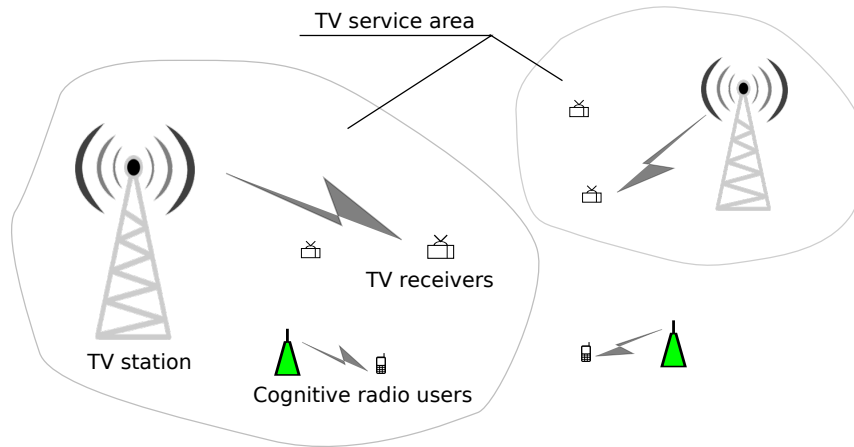 TV service area
TV receivers
TV station
Cognitive radio users